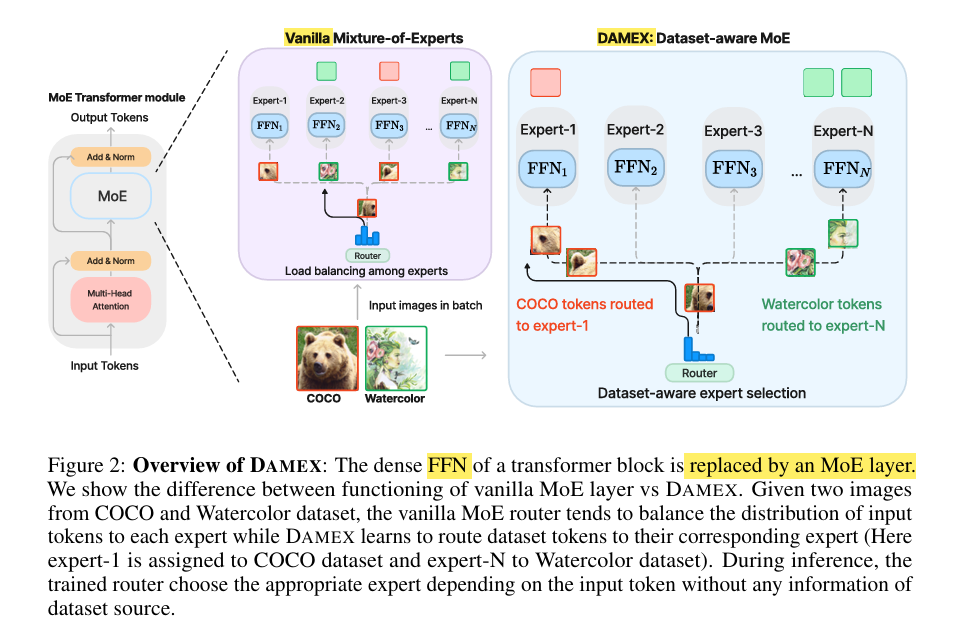 Vanilla Mixture-of-Experts
DAMEX: Dataset-aware MoE
MoE Transformer module
Output Tokens
Add & Norm
MoE
Add & Norm
Multi-Head
Attention
Input Tokens
Expert-1
Expert-2
Expert-3
Expert-N
FFN1
FFN2
FFN3
...
FFNN
Router
Load balancing among experts
Input images in batch
COCO
Watercolor
Expert-1
Expert-2
Expert-3
Expert-N
FFN1
FFN2
FFN3
...
FFNN
COCO tokens routed
to expert-1
Watercolor tokens
routed to expert-N
Router
Dataset-aware expert selection
Figure 2: Overview of DAMEX: The dense FFN of a transformer block is replaced by an MoE layer.
We show the difference between functioning of vanilla MoE layer vs DAMEX. Given two images
from COCO and Watercolor dataset, the vanilla MoE router tends to balance the distribution of input
tokens to each expert while DAMEX learns to route dataset tokens to their corresponding expert (Here
expert-1 is assigned to COCO dataset and expert-N to Watercolor dataset). During inference, the
trained router choose the appropriate expert depending on the input token without any information of
dataset source.